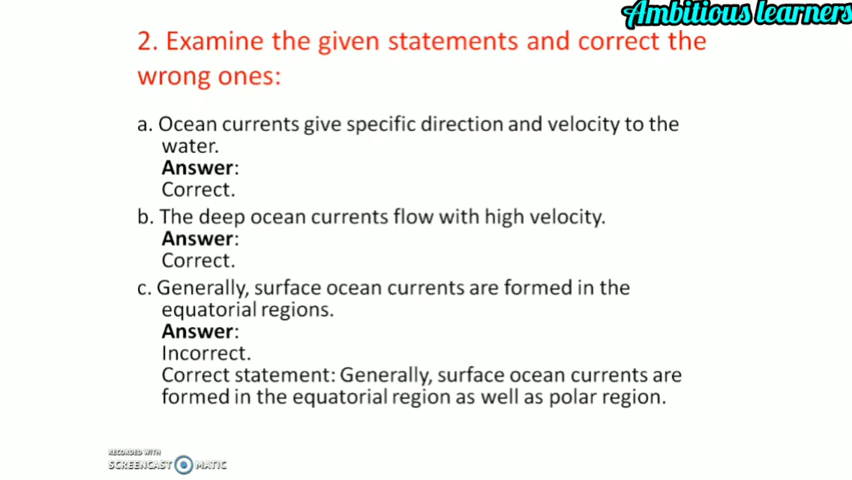 Ambitious learners
2. Examine the given statements and correct the
wrong ones:
a. Ocean currents give specific direction and velocity to the
water.
Answer:
Correct.
b. The deep ocean currents flow with high velocity.
Answer:
Correct.
c. Generally, surface ocean currents are formed in the
equatorial regions.
Answer:
Incorrect.
Correct statement: Generally, surface ocean currents are
formed in the equatorial region as well as polar region.
RECORDED WITH
SCREENCAST MATIC